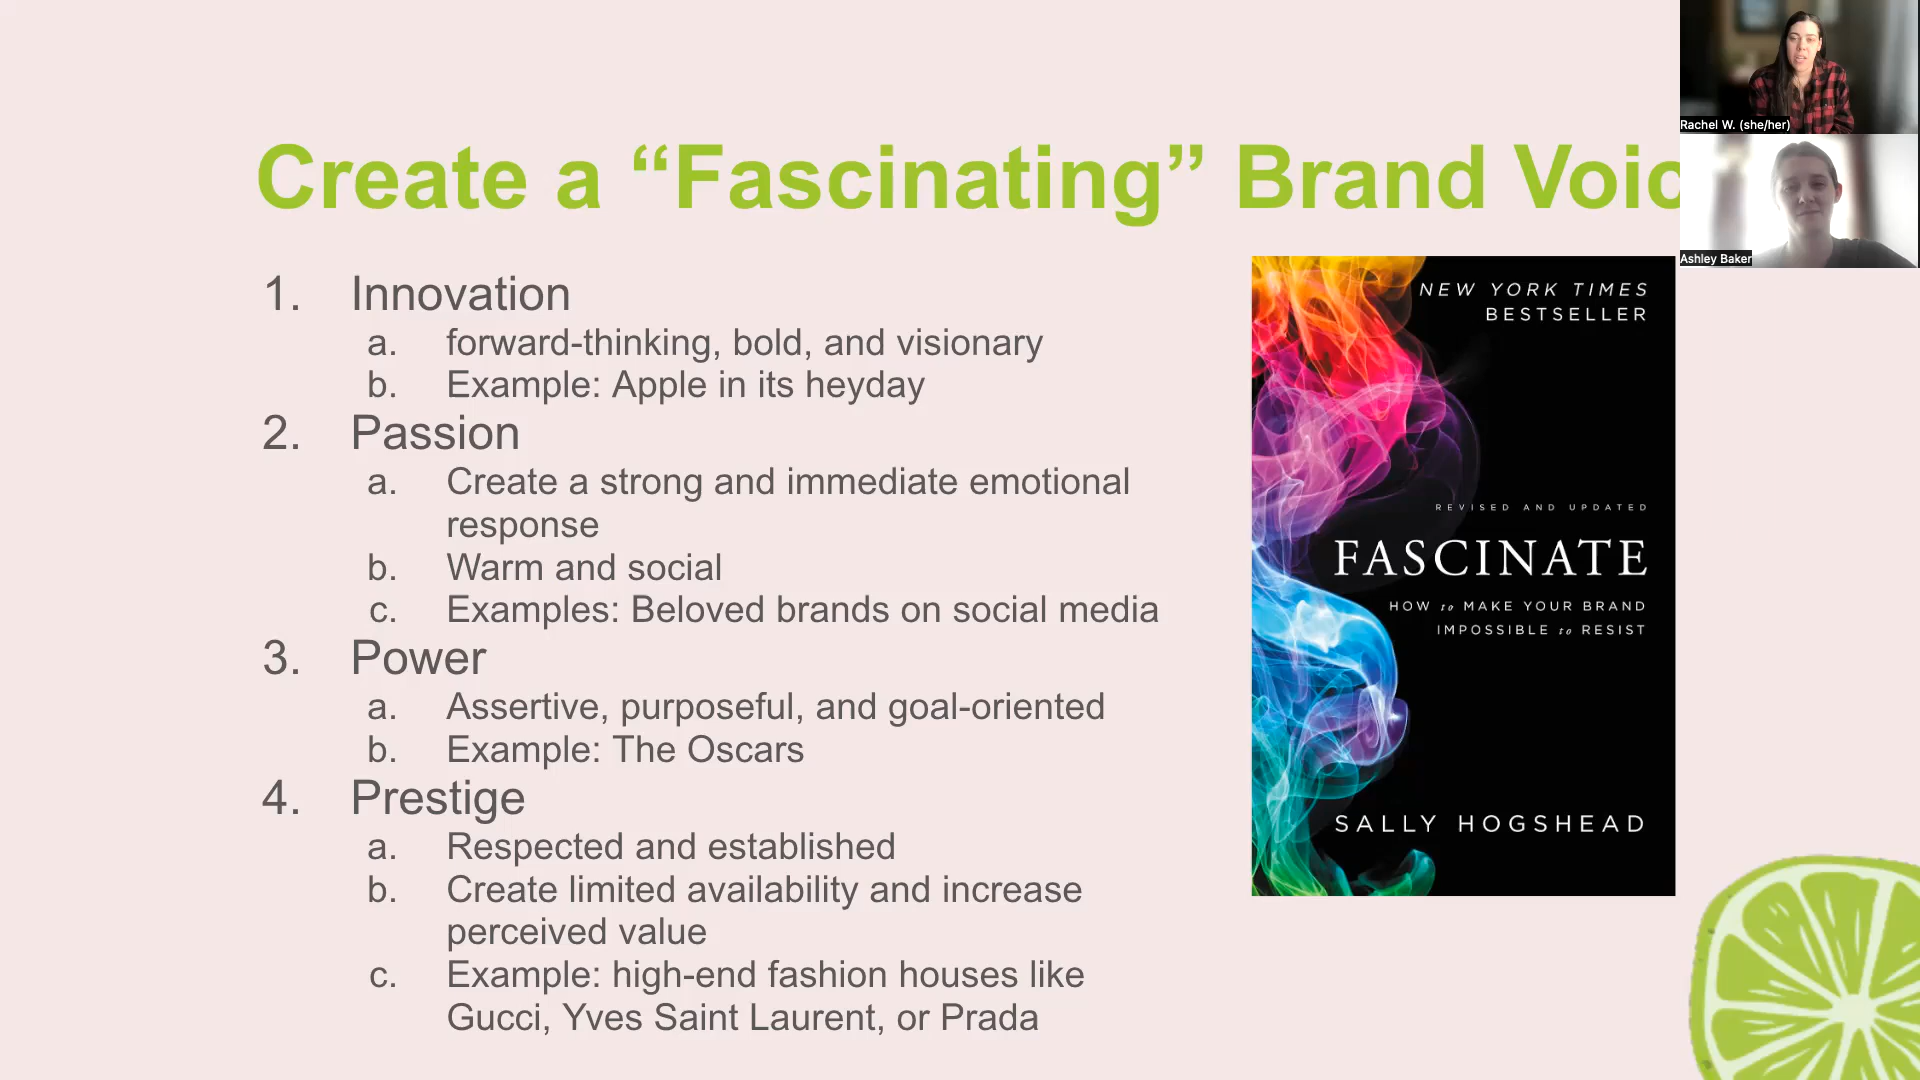 Create a “Fascinating” Brand Voic
1. Innovation
a. forward-thinking, bold, and visionary
b. Example: Apple in its heyday
2. Passion
a. Create a strong and immediate emotional
response
b. Warm and social
c. Examples: Beloved brands on social media
3. Power
a. Assertive, purposeful, and goal-oriented
b. Example: The Oscars
4. Prestige
a. Respected and established
b. Create limited availability and increase
perceived value
c. Example: high-end fashion houses like
Gucci, Yves Saint Laurent, or Prada
NEW YORK TIMES
BESTSELLER
REVISED AND UPDATED
FASCINATE
HOW to MAKE YOUR BRAND
IMPOSSIBLE to RESIST
SALLY HOGSHEAD
Rachel W. (she/her)
Ashley Baker